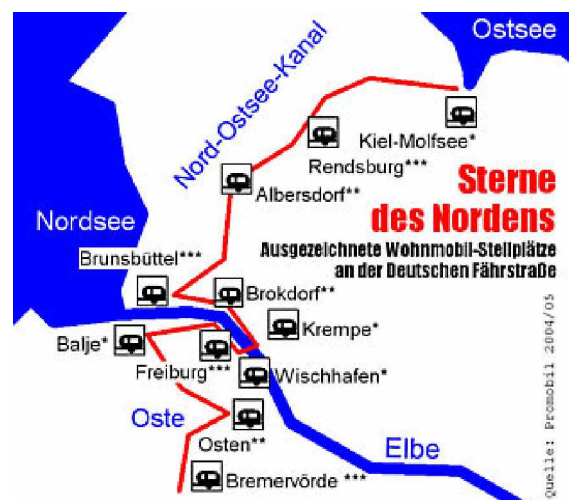 Ostsee
Nord-Ostsee-Kanal
Kiel-Molfsee*
Rendsburg***
Albersdorf**
Sterne
des Nordens
Ausgezeichnete Wohnmobil-Stellplätze
an der Deutschen Fährstraße
Nordsee
Brunsbüttel***
Brokdorf**
Krempe*
Balje*
Freiburg***
Wischhafen*
Oste
Osten**
Elbe
Bremervörde ***
Quelle: Promobil 2004/05